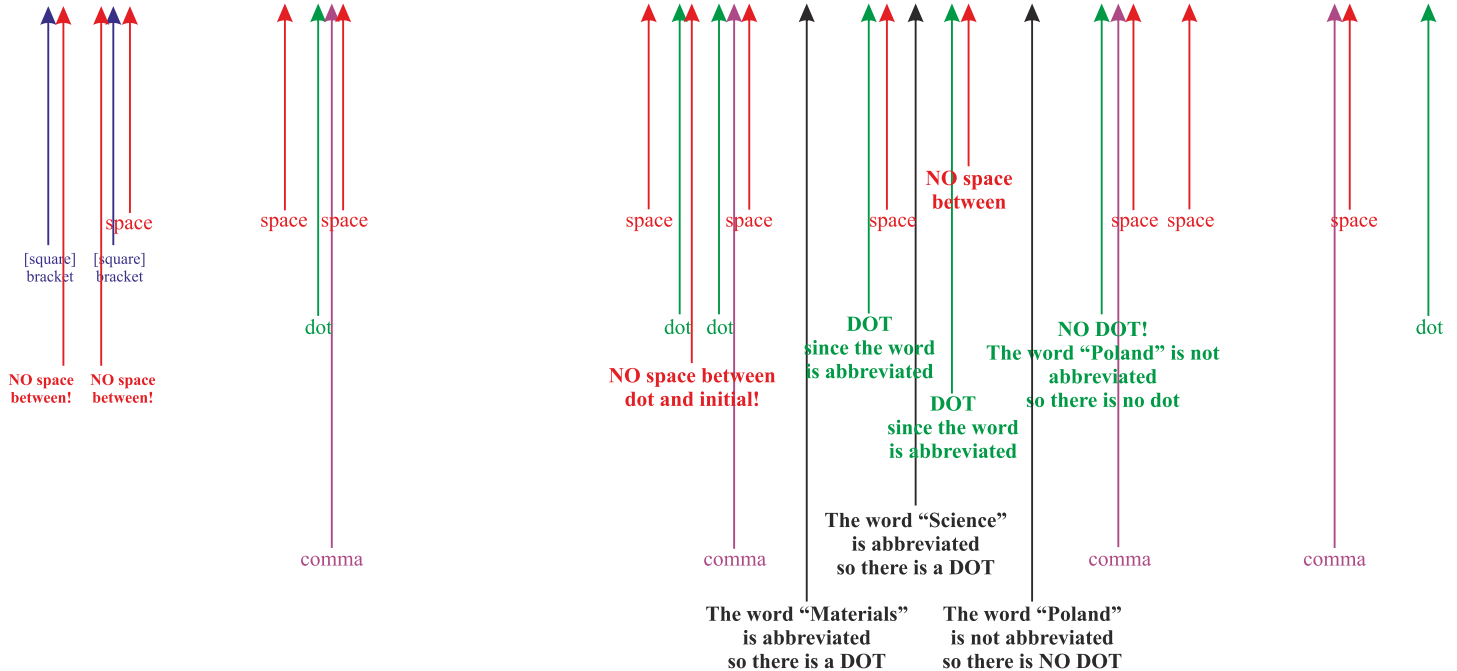 NO space
between
space
space
space
space
space
space
space
space
space
[square]
bracket
[square]
bracket
dot
dot
dot
DOT
since the word
is abbreviated
NO DOT!
The word “Poland” is not
abbreviated
so there is no dot
dot
NO space
between!
NO space
between!
NO space between
dot and initial!
DOT
since the word
is abbreviated
The word “Science”
is abbreviated
so there is a DOT
comma
comma
comma
comma
The word “Materials”
is abbreviated
so there is a DOT
The word “Poland”
is not abbreviated
so there is NO DOT